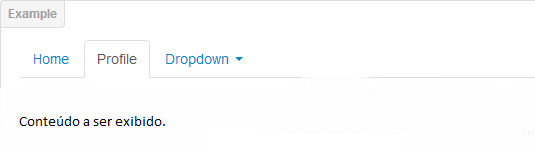 Example
Home Profile Dropdown
Conteúdo a ser exibido.